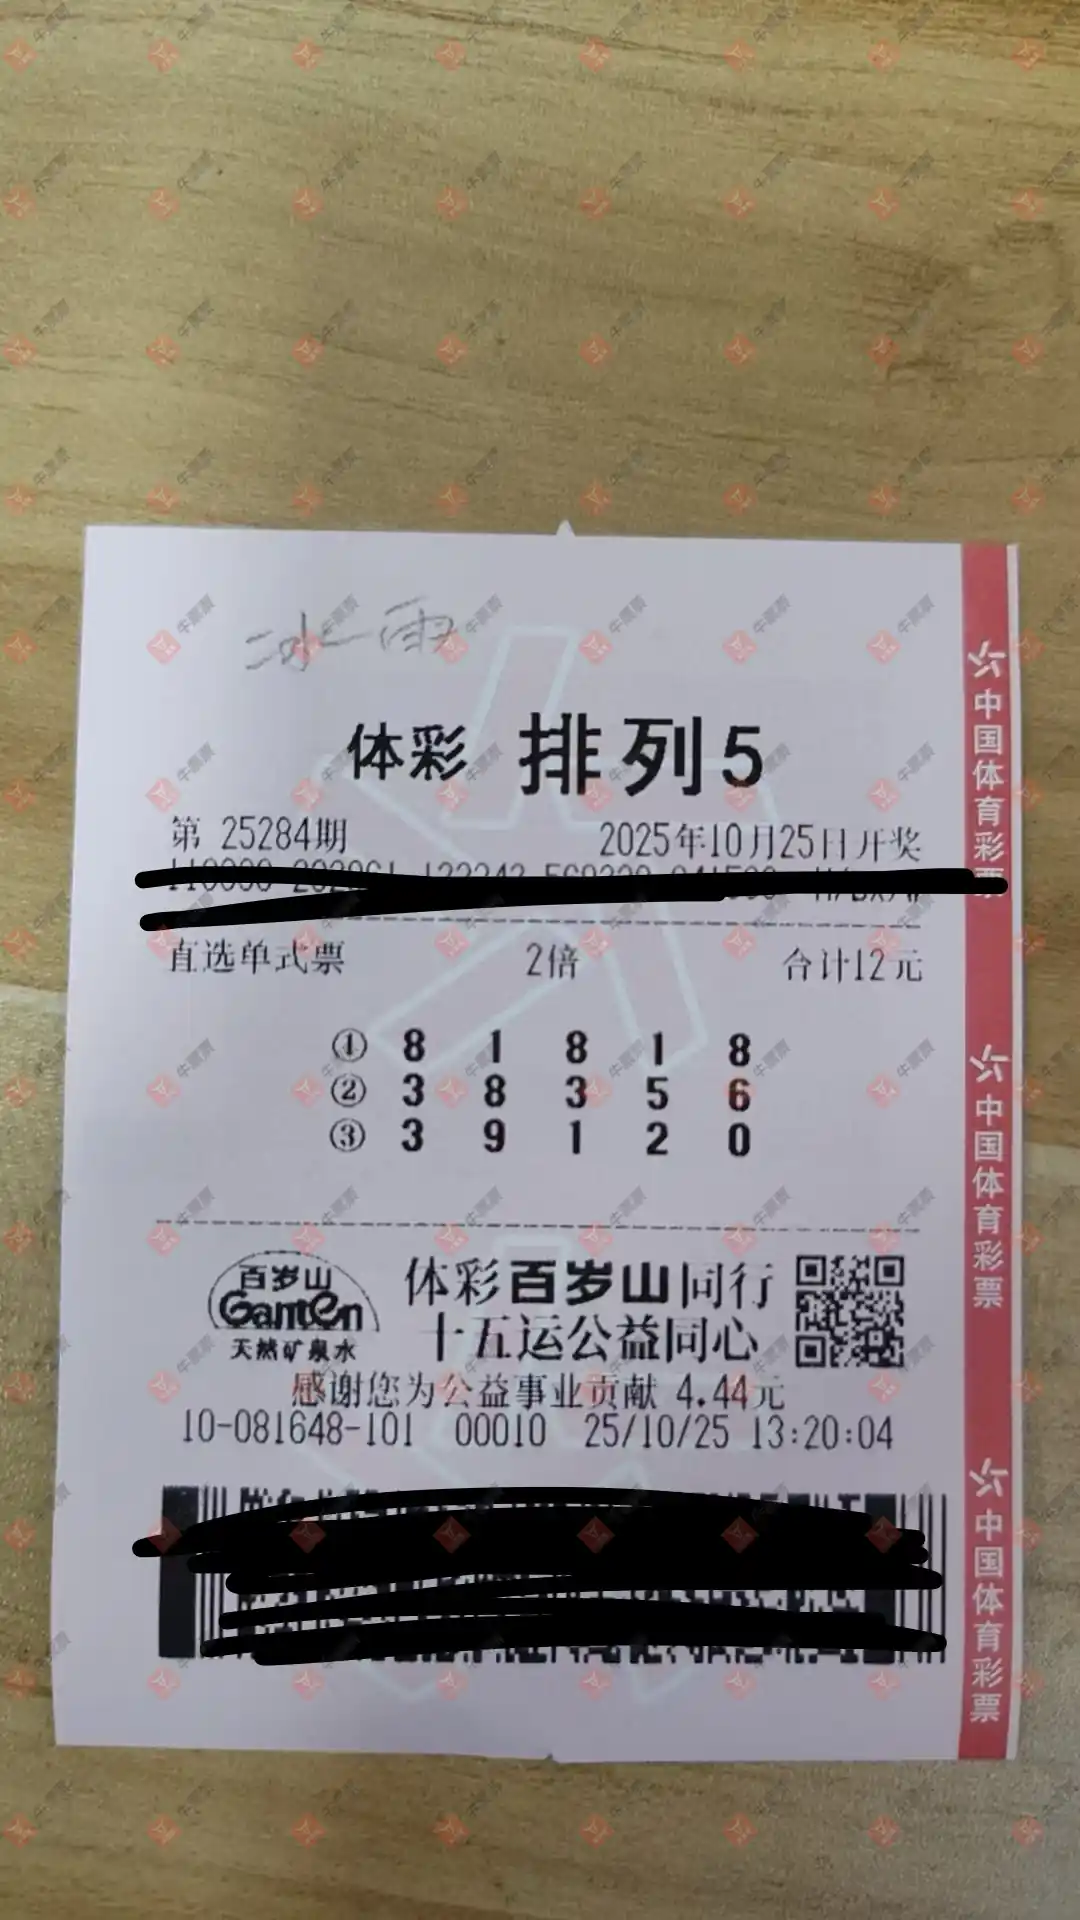 冰雨
体彩 排列5
第 25284期 2025年10月25日开奖
直选单式票 2倍 合计12元
① 8 1 8 1 8
② 3 8 3 5 6
③ 3 9 1 2 0
百岁山
Ganten
天然矿泉水
体彩百岁山同行
十五运公益同心
感谢您为公益事业贡献 4.44元
10-081648-101 00010 25/10/25 13:20:04
中国体育彩票
中国体育彩票
中国体育彩票